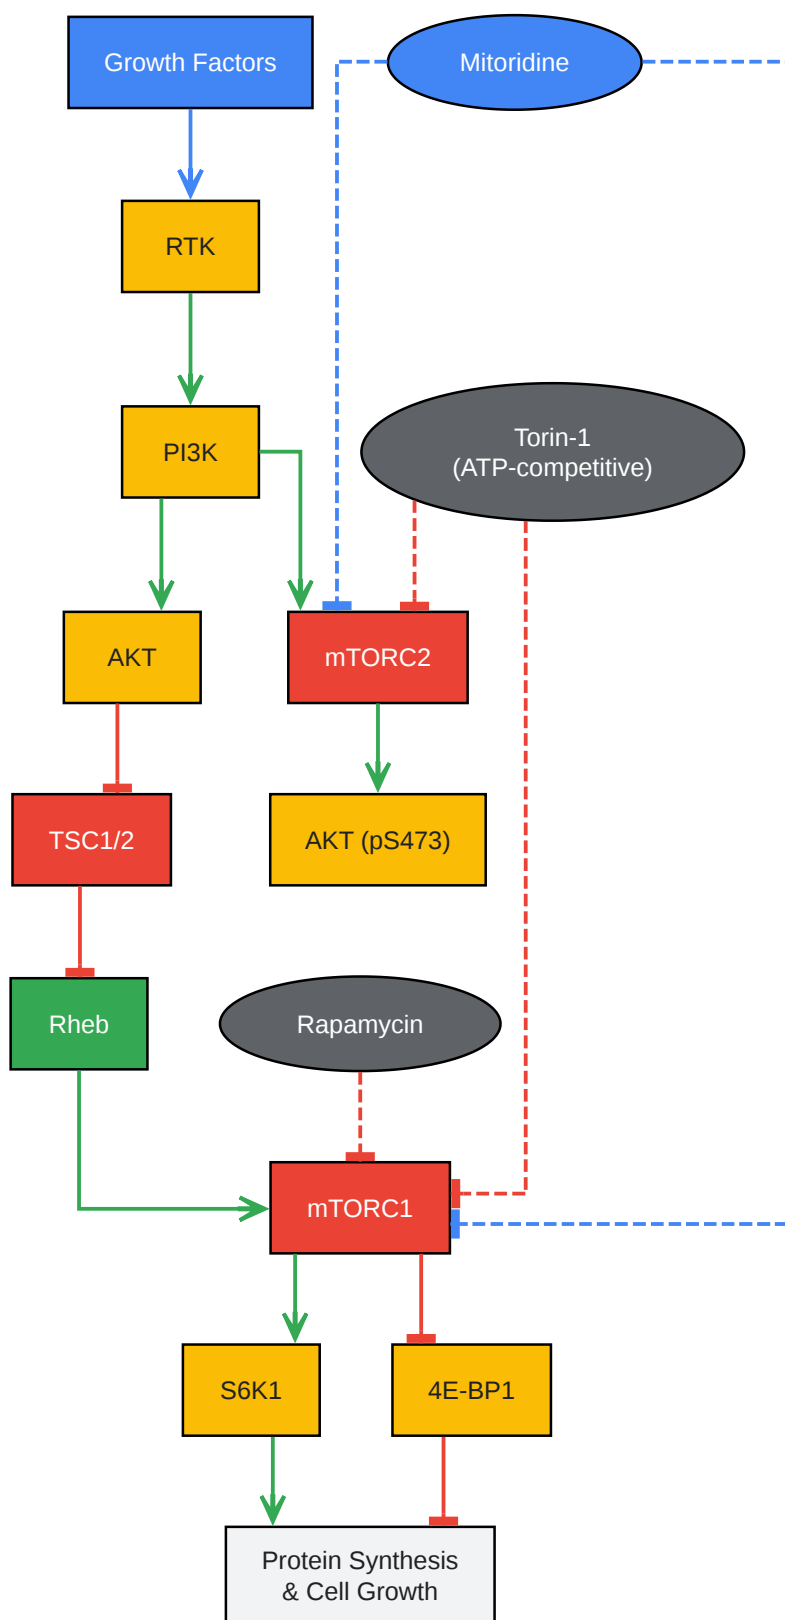 Growth Factors
Mitoridine
RTK
PI3K
Torin-1
(ATP-competitive)
AKT
mTORC2
TSC1/2
AKT (pS473)
Rheb
Rapamycin
mTORC1
S6K1
4E-BP1
Protein Synthesis
& Cell Growth